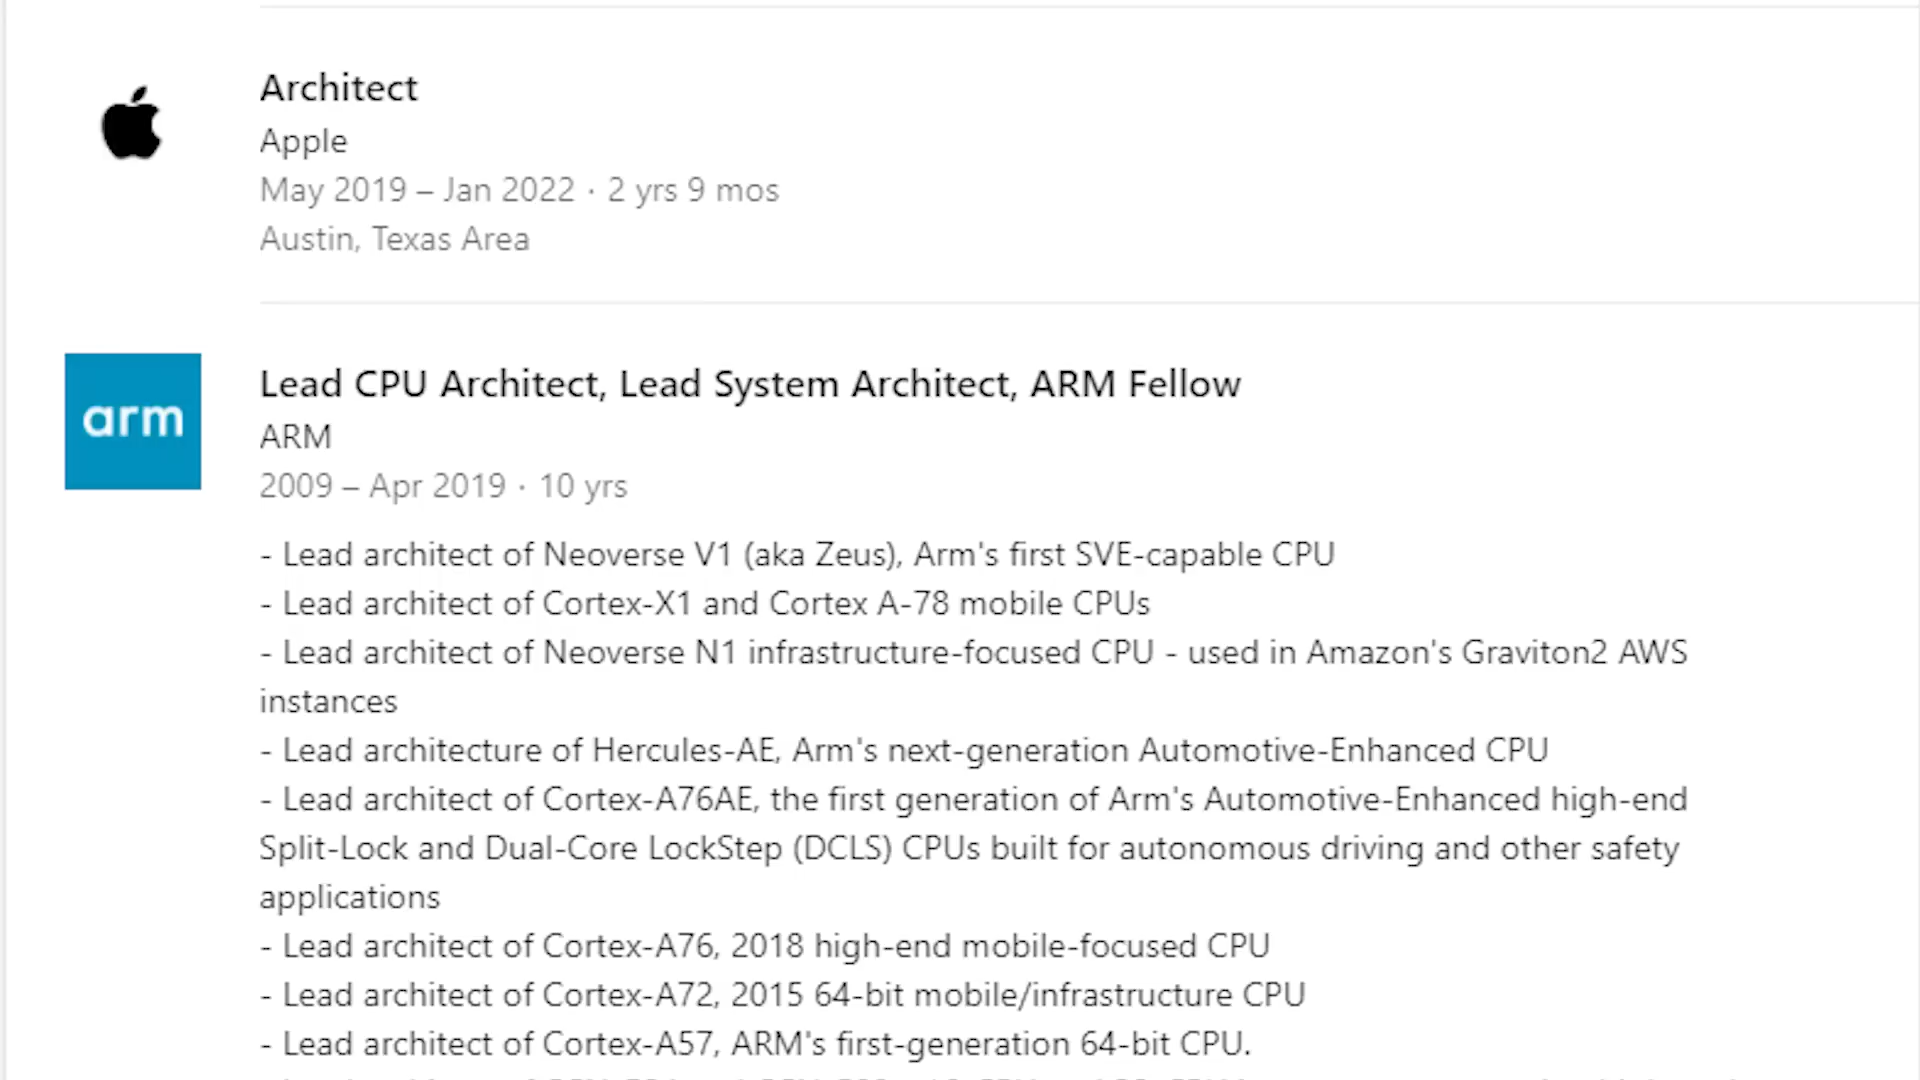 Architect
Apple
May 2019 – Jan 2022 · 2 yrs 9 mos
Austin, Texas Area
arm
Lead CPU Architect, Lead System Architect, ARM Fellow
ARM
2009 – Apr 2019 · 10 yrs
- Lead architect of Neoverse V1 (aka Zeus), Arm's first SVE-capable CPU
- Lead architect of Cortex-X1 and Cortex A-78 mobile CPUs
- Lead architect of Neoverse N1 infrastructure-focused CPU - used in Amazon's Graviton2 AWS
instances
- Lead architecture of Hercules-AE, Arm's next-generation Automotive-Enhanced CPU
- Lead architect of Cortex-A76AE, the first generation of Arm's Automotive-Enhanced high-end
Split-Lock and Dual-Core LockStep (DCLS) CPUs built for autonomous driving and other safety
applications
- Lead architect of Cortex-A76, 2018 high-end mobile-focused CPU
- Lead architect of Cortex-A72, 2015 64-bit mobile/infrastructure CPU
- Lead architect of Cortex-A57, ARM's first-generation 64-bit CPU.